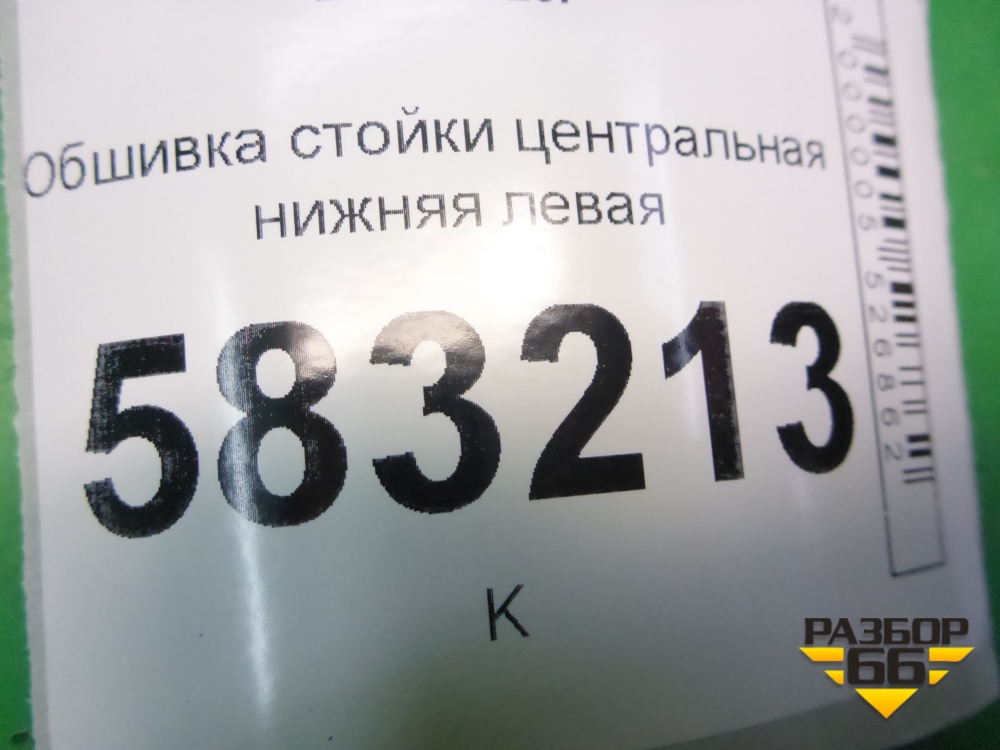 Обшивка стойки центральная
нижняя левая
583213
К
2000005526862
РАЗБОР
66